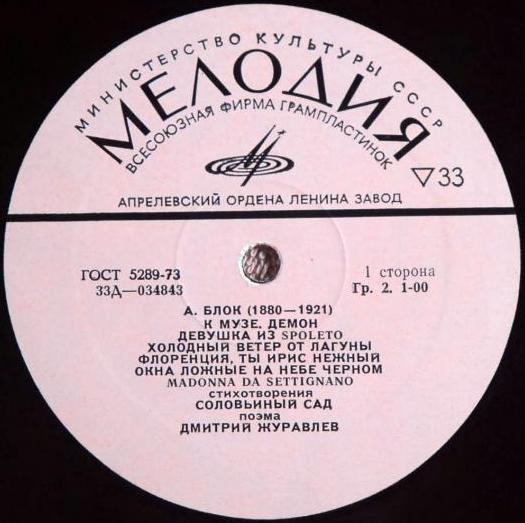 МИНИСТЕРСТВО КУЛЬТУРЫ СССР
МЕЛОДИЯ
ВСЕСОЮЗНАЯ ФИРМА ГРАМПЛАСТИНОК
33
АПРЕЛЕВСКИЙ ОРДЕНА ЛЕНИНА ЗАВОД
ГОСТ 5289-73
33Д—034843
1 сторона
Гр. 2. 1-00
А. БЛОК (1880—1921)
К МУЗЕ, ДЕМОН
ДЕВУШКА ИЗ SPOLETO
ХОЛОДНЫЙ ВЕТЕР ОТ ЛАГУНЫ
ФЛОРЕНЦИЯ, ТЫ ИРИС НЕЖНЫЙ
ОКНА ЛОЖНЫЕ НА НЕБЕ ЧЕРНОМ
MADONNA DA SETTIGNANO
стихотворения
СОЛОВЬИНЫЙ САД
поэма
ДМИТРИЙ ЖУРАВЛЕВ